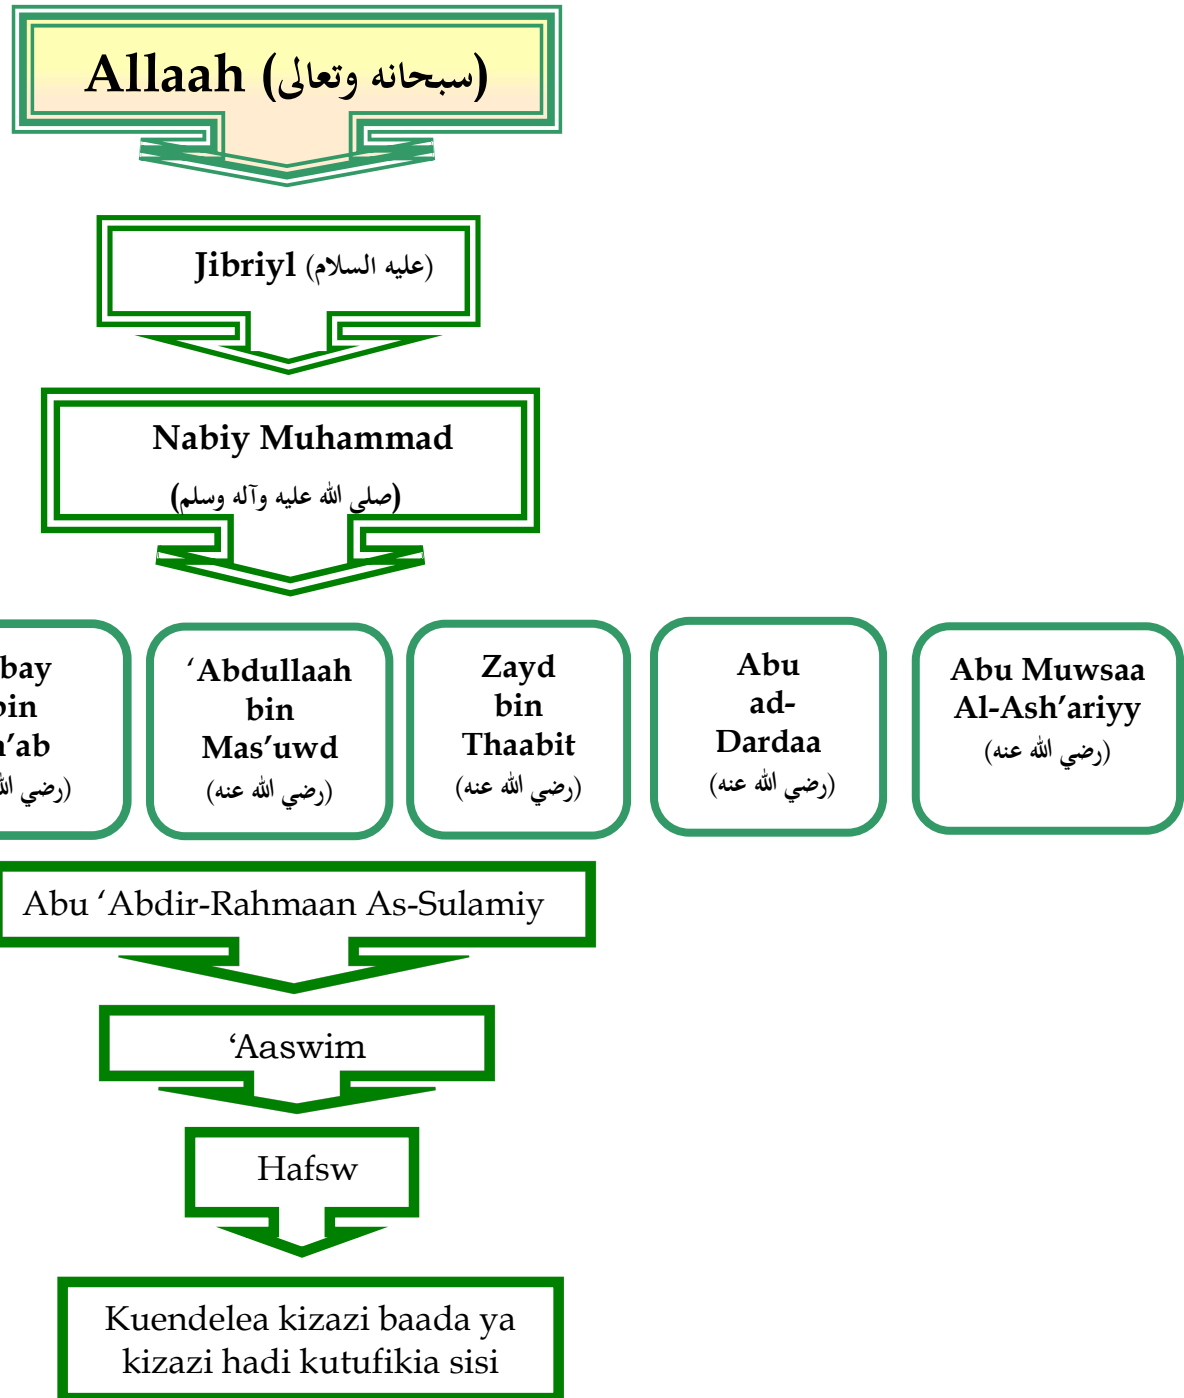 Allaah (سبحانه وتعالى)
Jibriyl (عليه السلام)
Nabiy Muhammad
(صلى الله عليه وآله وسلم)
bin
(رضي
‘Abdullaah
bin
Mas’uwd
(رضي الله عنه)
Zayd
bin
Thaabit
(رضي الله عنه)
Abu
ad-
Dardaa
(رضي الله عنه)
Abu Muwsaa
Al-Ash’ariyy
(رضي الله عنه)
Abu ‘Abdir-Rahmaan As-Sulamiy
‘Aaswim
Hafsw
Kuendelea kizazi baada ya
kizazi hadi kutufikia sisi